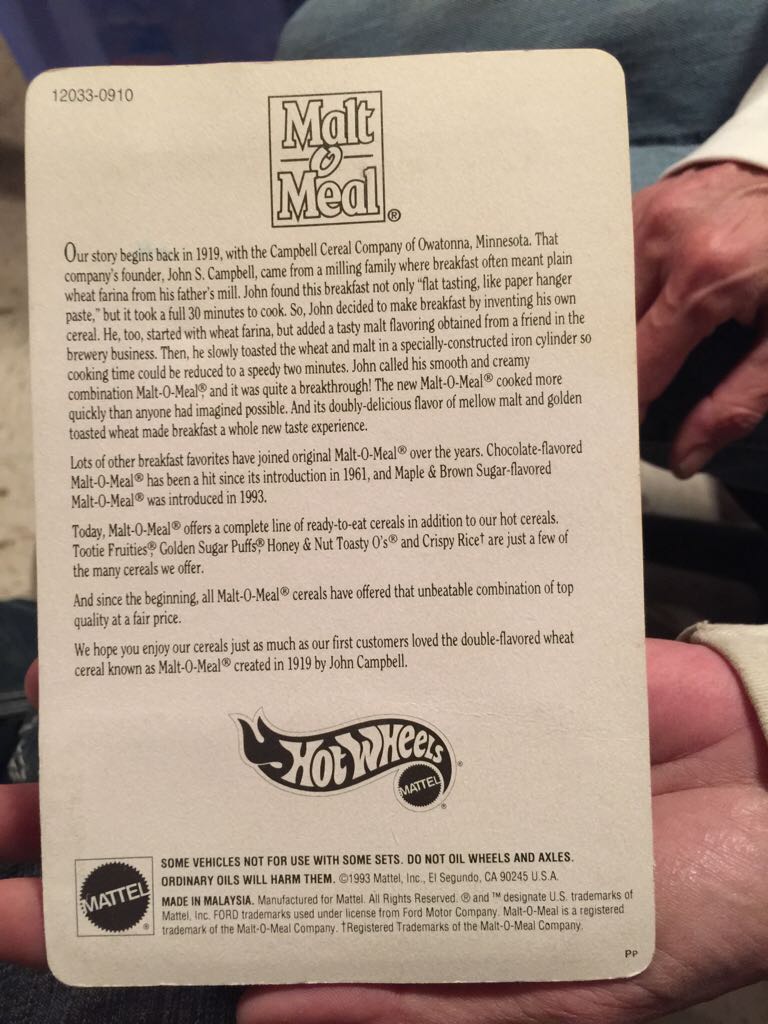 12033-0910
Malt
O
Meal®
Our story begins back in 1919, with the Campbell Cereal Company of Owatonna, Minnesota. That
company's founder, John S. Campbell, came from a milling family where breakfast often meant plain
wheat farina from his father's mill. John found this breakfast not only “flat tasting, like paper hanger
paste,” but it took a full 30 minutes to cook. So, John decided to make breakfast by inventing his own
cereal. He, too, started with wheat farina, but added a tasty malt flavoring obtained from a friend in the
brewery business. Then, he slowly toasted the wheat and malt in a specially-constructed iron cylinder so
cooking time could be reduced to a speedy two minutes. John called his smooth and creamy
combination Malt-O-Meal®, and it was quite a breakthrough! The new Malt-O-Meal® cooked more
quickly than anyone had imagined possible. And its doubly-delicious flavor of mellow malt and golden
toasted wheat made breakfast a whole new taste experience.
Lots of other breakfast favorites have joined original Malt-O-Meal® over the years. Chocolate-flavored
Malt-O-Meal® has been a hit since its introduction in 1961, and Maple & Brown Sugar-flavored
Malt-O-Meal® was introduced in 1993.
Today, Malt-O-Meal® offers a complete line of ready-to-eat cereals in addition to our hot cereals.
Tootie Fruities®, Golden Sugar Puffs®, Honey & Nut Toasty O's® and Crispy Rice† are just a few of
the many cereals we offer.
And since the beginning, all Malt-O-Meal® cereals have offered that unbeatable combination of top
quality at a fair price.
We hope you enjoy our cereals just as much as our first customers loved the double-flavored wheat
cereal known as Malt-O-Meal® created in 1919 by John Campbell.
HOT WHEELS®
MATTEL®
MATTEL®
SOME VEHICLES NOT FOR USE WITH SOME SETS. DO NOT OIL WHEELS AND AXLES.
ORDINARY OILS WILL HARM THEM. ©1993 Mattel, Inc., El Segundo, CA 90245 U.S.A.
MADE IN MALAYSIA. Manufactured for Mattel. All Rights Reserved. ® and ™ designate U.S. trademarks of
Mattel, Inc. FORD trademarks used under license from Ford Motor Company. Malt-O-Meal is a registered
trademark of the Malt-O-Meal Company. †Registered Trademarks of the Malt-O-Meal Company.
PP